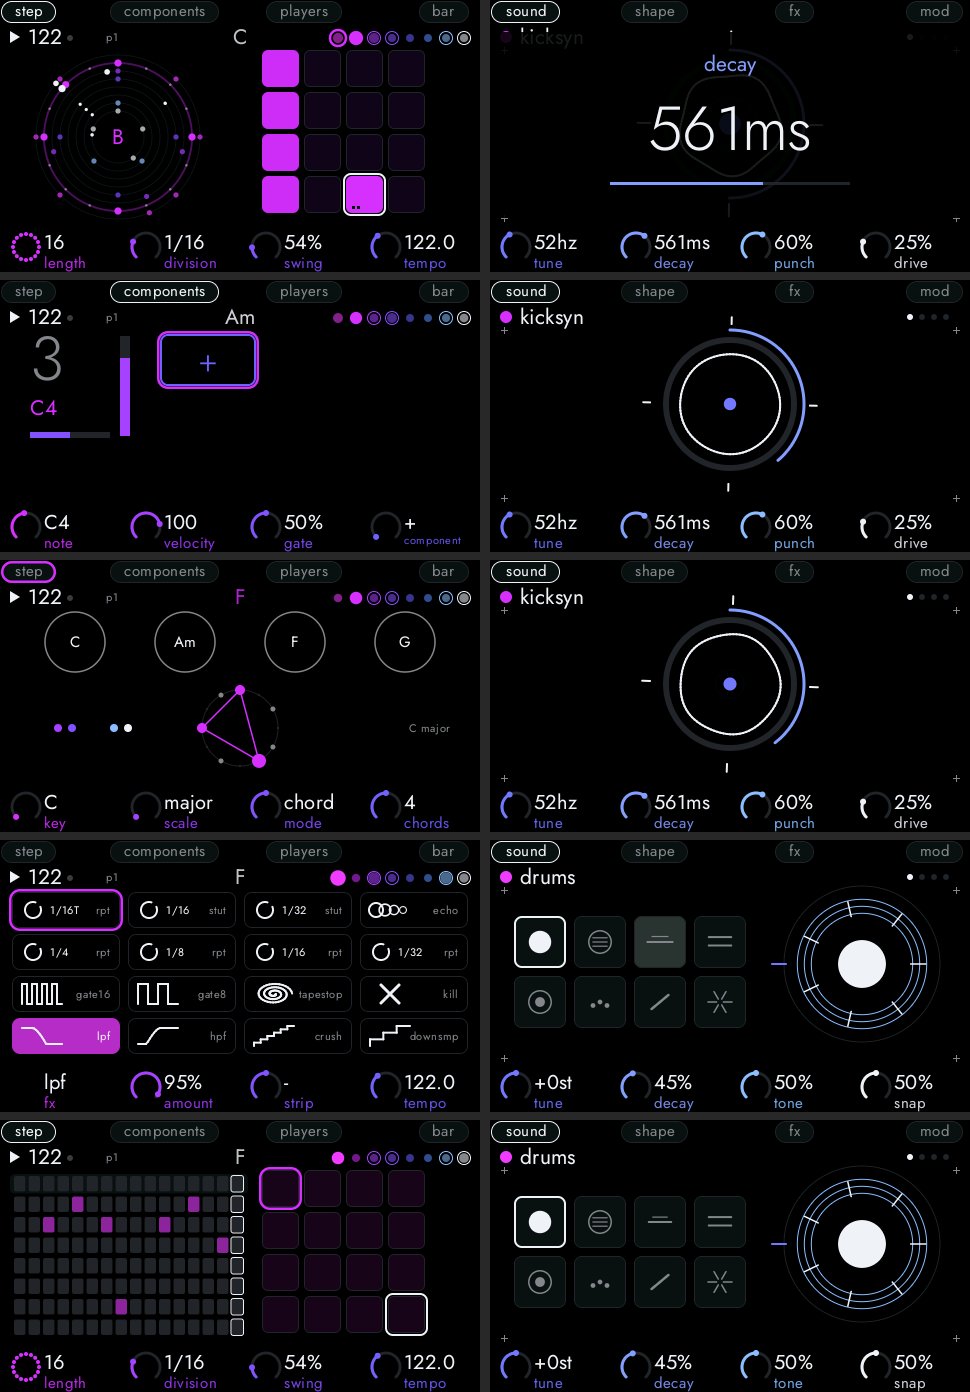 step components players bar
122 p1 C
B
16 1/16 54% 122.0
length division swing tempo
sound shape fx mod
kicksyn
decay
561ms
52hz 561ms 60% 25%
tune decay punch drive
step components players bar
122 p1 Am
3
C4
+
C4 100 50% +
note velocity gate component
sound shape fx mod
kicksyn
52hz 561ms 60% 25%
tune decay punch drive
step components players bar
122 p1 F
C Am F G
C major
C major chord 4
key scale mode chords
sound shape fx mod
kicksyn
52hz 561ms 60% 25%
tune decay punch drive
step components players bar
122 p1 F
1/16T rpt 1/16 stut 1/32 stut echo
1/4 rpt 1/8 rpt 1/16 rpt 1/32 rpt
gate16 gate8 tapestop kill
lpf hpf crush downsmp
lpf 95% - 122.0
fx amount strip tempo
sound shape fx mod
drums
+0st 45% 50% 50%
tune decay tone snap
step components players bar
122 p1 F
16 1/16 54% 122.0
length division swing tempo
sound shape fx mod
drums
+0st 45% 50% 50%
tune decay tone snap